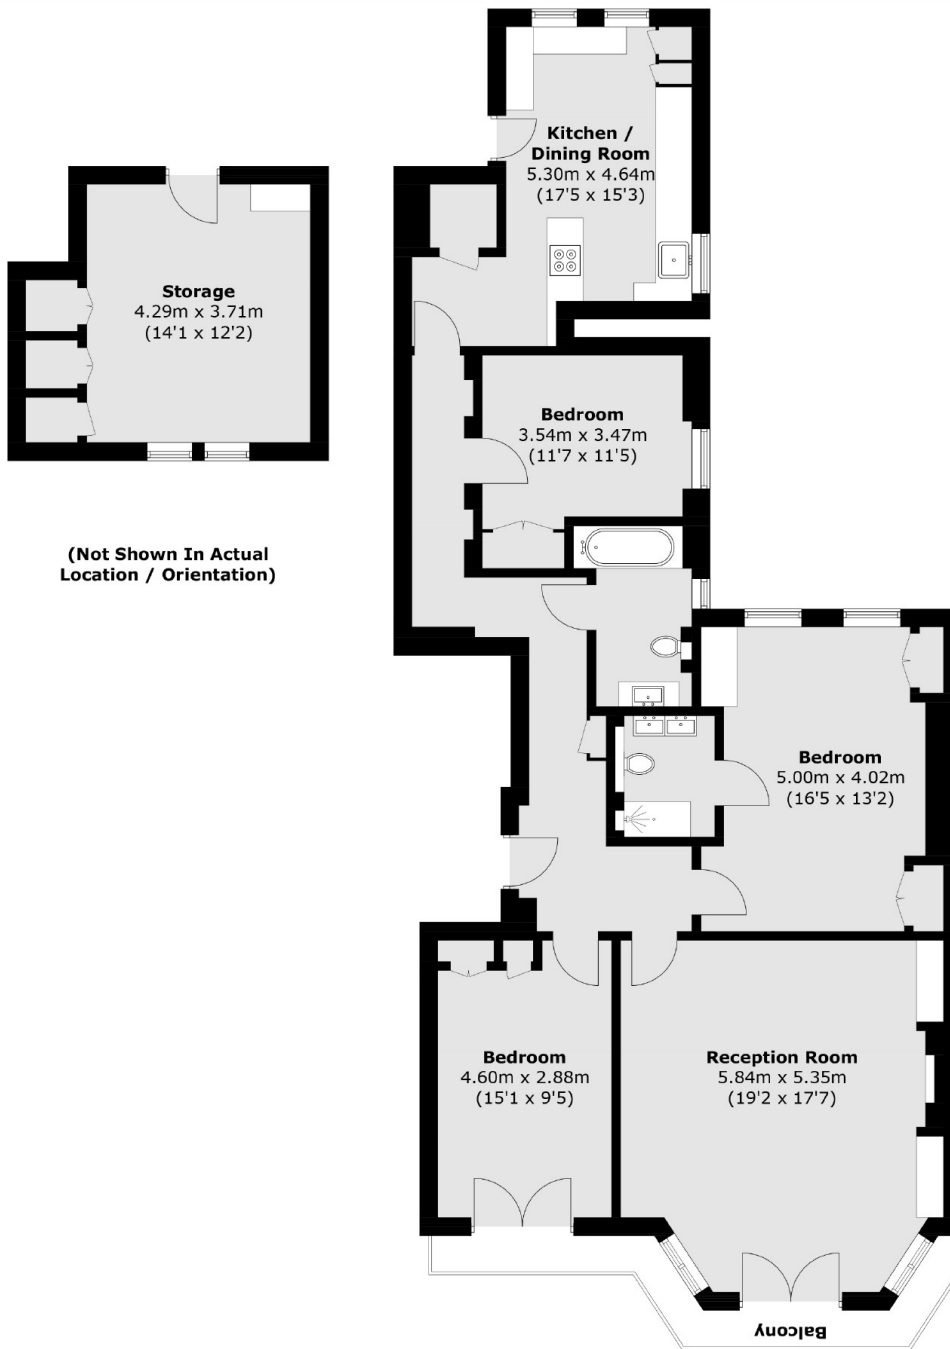 Kitchen /
Dining Room
5.30m x 4.64m
(17'5 x 15'3)
Storage
4.29m x 3.71m
(14'1 x 12'2)
Bedroom
3.54m x 3.47m
(11'7 x 11'5)
(Not Shown In Actual
Location / Orientation)
Bedroom
5.00m x 4.02m
(16'5 x 13'2)
Bedroom
4.60m x 2.88m
(15'1 x 9'5)
Reception Room
5.84m x 5.35m
(19'2 x 17'7)
Balcony